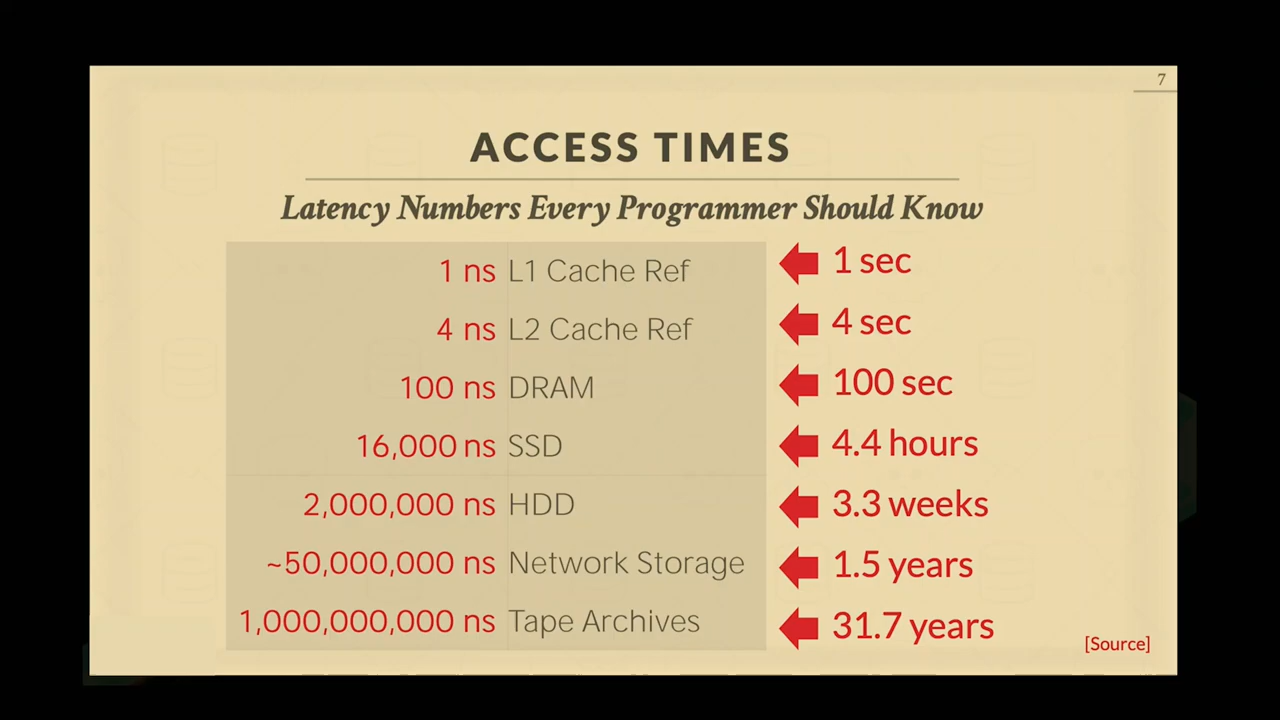 7
ACCESS TIMES
Latency Numbers Every Programmer Should Know
1 ns L1 Cache Ref 1 sec
4 ns L2 Cache Ref 4 sec
100 ns DRAM 100 sec
16,000 ns SSD 4.4 hours
2,000,000 ns HDD 3.3 weeks
~50,000,000 ns Network Storage 1.5 years
1,000,000,000 ns Tape Archives 31.7 years
[Source]